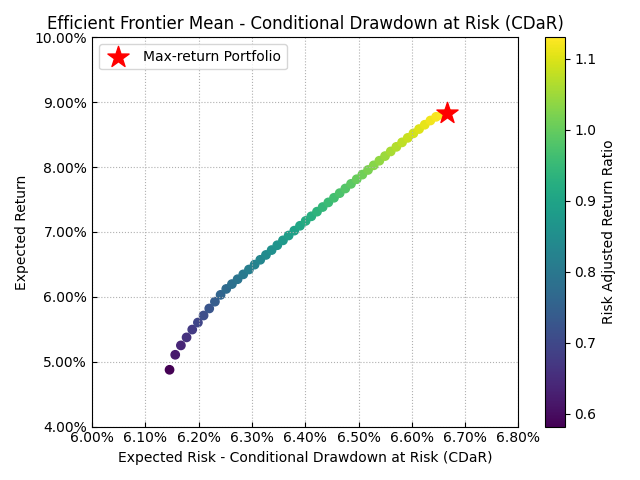 Efficient Frontier Mean - Conditional Drawdown at Risk (CDaR)
Max-return Portfolio
Expected Return
10.00%
9.00%
8.00%
7.00%
6.00%
5.00%
4.00%
6.00% 6.10% 6.20% 6.30% 6.40% 6.50% 6.60% 6.70% 6.80%
Expected Risk - Conditional Drawdown at Risk (CDaR)
1.1
1.0
0.9
0.8
0.7
0.6
Risk Adjusted Return Ratio